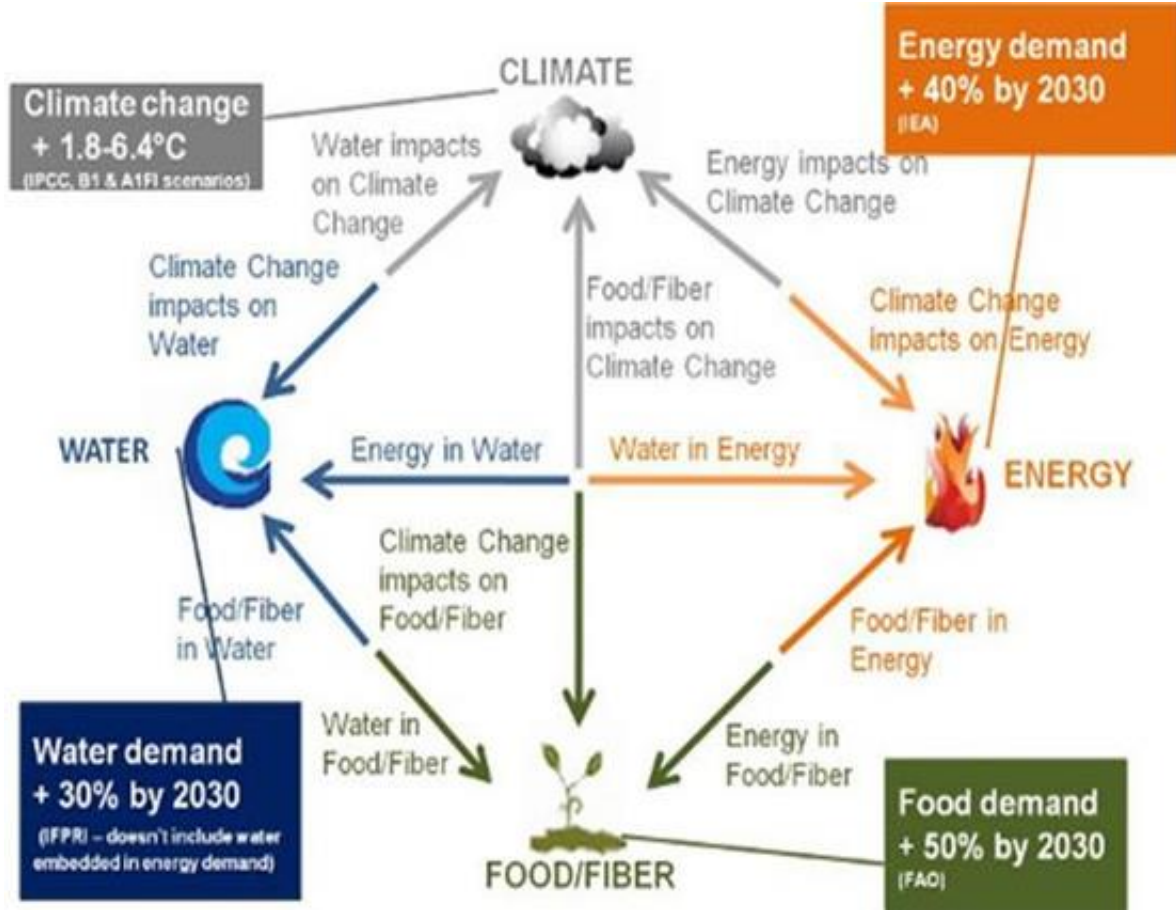 CLIMATE
Energy demand
+ 40% by 2030
(IEA)
Climate change
+ 1.8-6.4°C
(IPCC, B1 & A1FI scenarios)
Water impacts
on Climate
Change
Energy impacts on
Climate Change
Climate Change
impacts on
Water
Food/Fiber
impacts on
Climate Change
Climate Change
impacts on Energy
WATER
Energy in Water
Water in Energy
ENERGY
Climate Change
impacts on
Food/Fiber
Food/Fiber
in Water
Food/Fiber in
Energy
Water in
Food/Fiber
Energy in
Food/Fiber
Water demand
+ 30% by 2030
(IFPRI – doesn't include water
embedded in energy demand)
Food demand
+ 50% by 2030
(FAO)
FOOD/FIBER